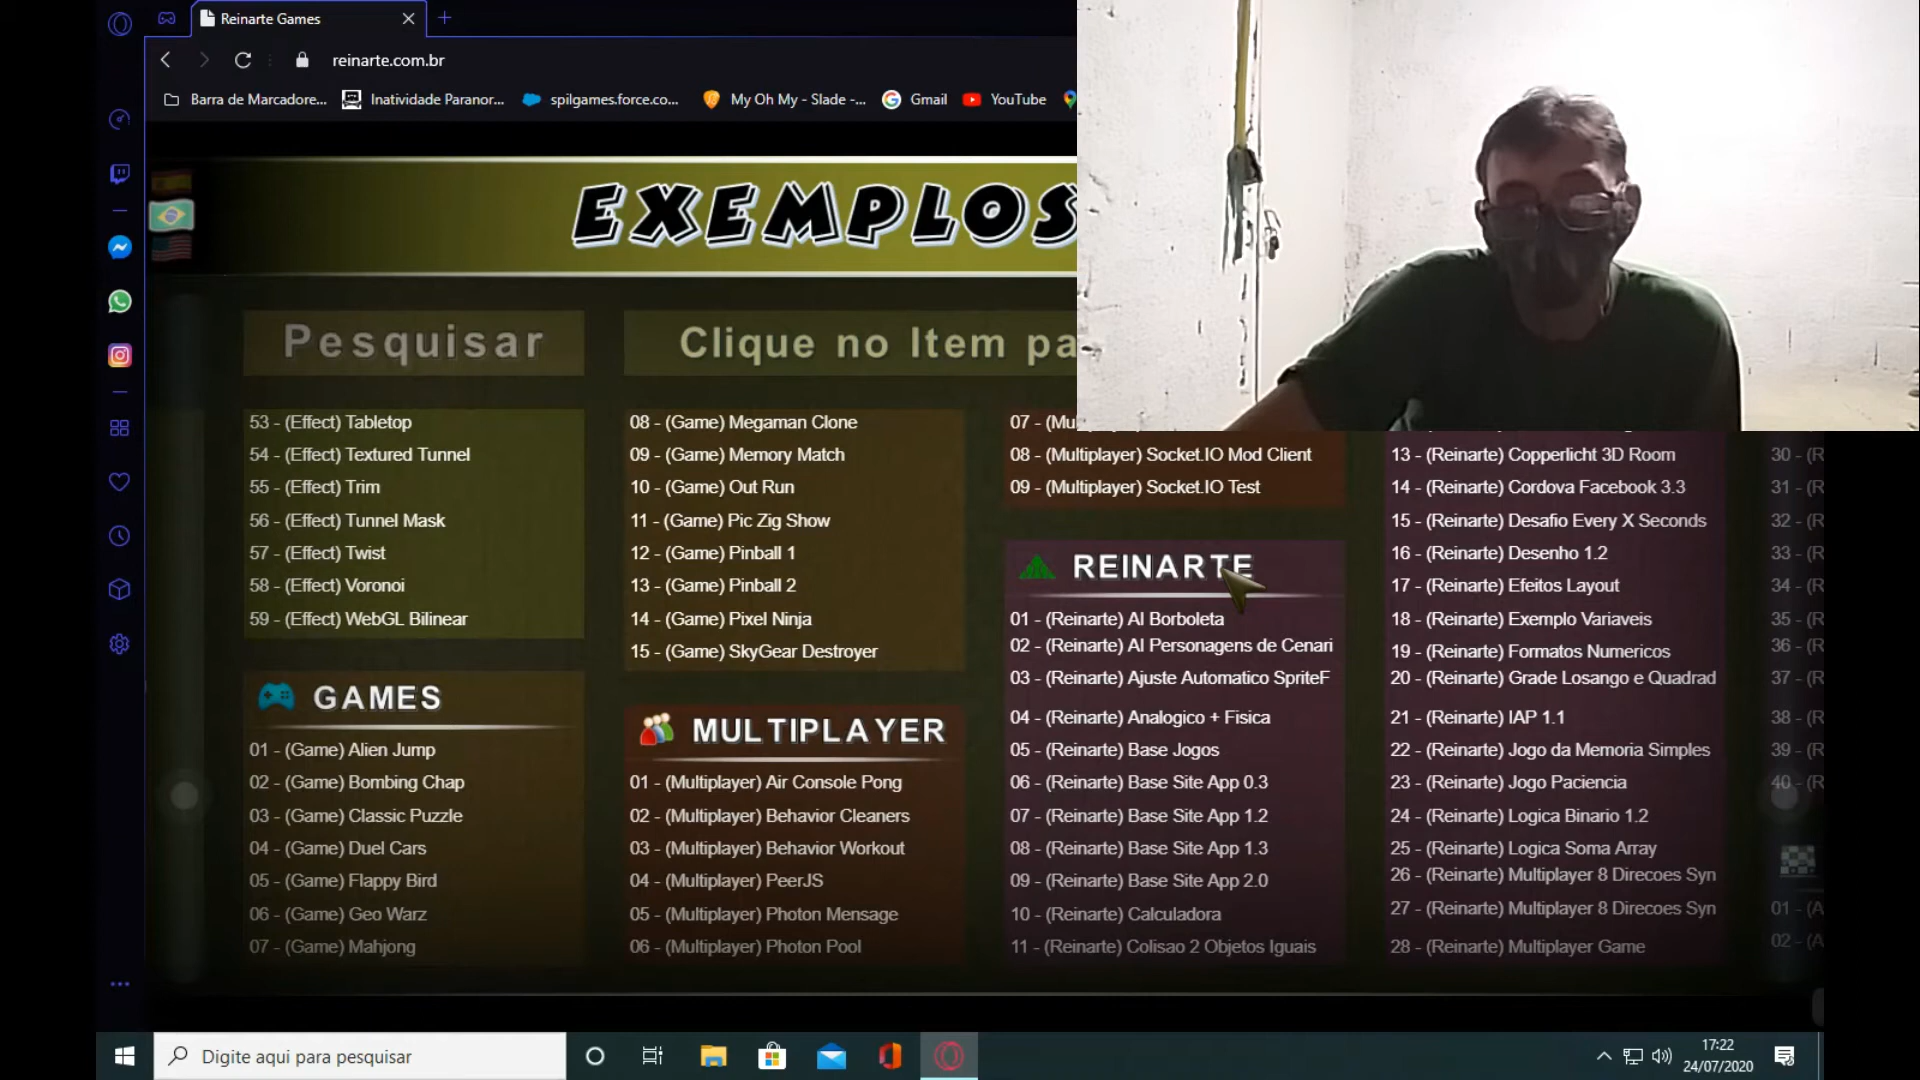 Reinarte Games
reinarte.com.br
Barra de Marcadore...
Inatividade Paranor...
spilgames.force.co...
My Oh My - Slade -...
Gmail
YouTube
EXEMPLOS
Pesquisar
Clique no Item pa
53 - (Effect) Tabletop
54 - (Effect) Textured Tunnel
55 - (Effect) Trim
56 - (Effect) Tunnel Mask
57 - (Effect) Twist
58 - (Effect) Voronoi
59 - (Effect) WebGL Bilinear
GAMES
01 - (Game) Alien Jump
02 - (Game) Bombing Chap
03 - (Game) Classic Puzzle
04 - (Game) Duel Cars
05 - (Game) Flappy Bird
06 - (Game) Geo Warz
07 - (Game) Mahjong
08 - (Game) Megaman Clone
09 - (Game) Memory Match
10 - (Game) Out Run
11 - (Game) Pic Zig Show
12 - (Game) Pinball 1
13 - (Game) Pinball 2
14 - (Game) Pixel Ninja
15 - (Game) SkyGear Destroyer
MULTIPLAYER
01 - (Multiplayer) Air Console Pong
02 - (Multiplayer) Behavior Cleaners
03 - (Multiplayer) Behavior Workout
04 - (Multiplayer) PeerJS
05 - (Multiplayer) Photon Mensage
06 - (Multiplayer) Photon Pool
07 - (Mu
08 - (Multiplayer) Socket.IO Mod Client
09 - (Multiplayer) Socket.IO Test
REINARTE
01 - (Reinarte) AI Borboleta
02 - (Reinarte) AI Personagens de Cenari
03 - (Reinarte) Ajuste Automatico SpriteF
04 - (Reinarte) Analogico + Fisica
05 - (Reinarte) Base Jogos
06 - (Reinarte) Base Site App 0.3
07 - (Reinarte) Base Site App 1.2
08 - (Reinarte) Base Site App 1.3
09 - (Reinarte) Base Site App 2.0
10 - (Reinarte) Calculadora
11 - (Reinarte) Colisao 2 Objetos Iguais
13 - (Reinarte) Copperlicht 3D Room
14 - (Reinarte) Cordova Facebook 3.3
15 - (Reinarte) Desafio Every X Seconds
16 - (Reinarte) Desenho 1.2
17 - (Reinarte) Efeitos Layout
18 - (Reinarte) Exemplo Variaveis
19 - (Reinarte) Formatos Numericos
20 - (Reinarte) Grade Losango e Quadrad
21 - (Reinarte) IAP 1.1
22 - (Reinarte) Jogo da Memoria Simples
23 - (Reinarte) Jogo Paciencia
24 - (Reinarte) Logica Binario 1.2
25 - (Reinarte) Logica Soma Array
26 - (Reinarte) Multiplayer 8 Direcoes Syn
27 - (Reinarte) Multiplayer 8 Direcoes Syn
28 - (Reinarte) Multiplayer Game
30 - (R
31 - (R
32 - (R
33 - (R
34 - (R
35 - (R
36 - (R
37 - (R
38 - (R
39 - (R
40 - (R
01 - (A
02 - (A
Digite aqui para pesquisar
17:22
24/07/2020